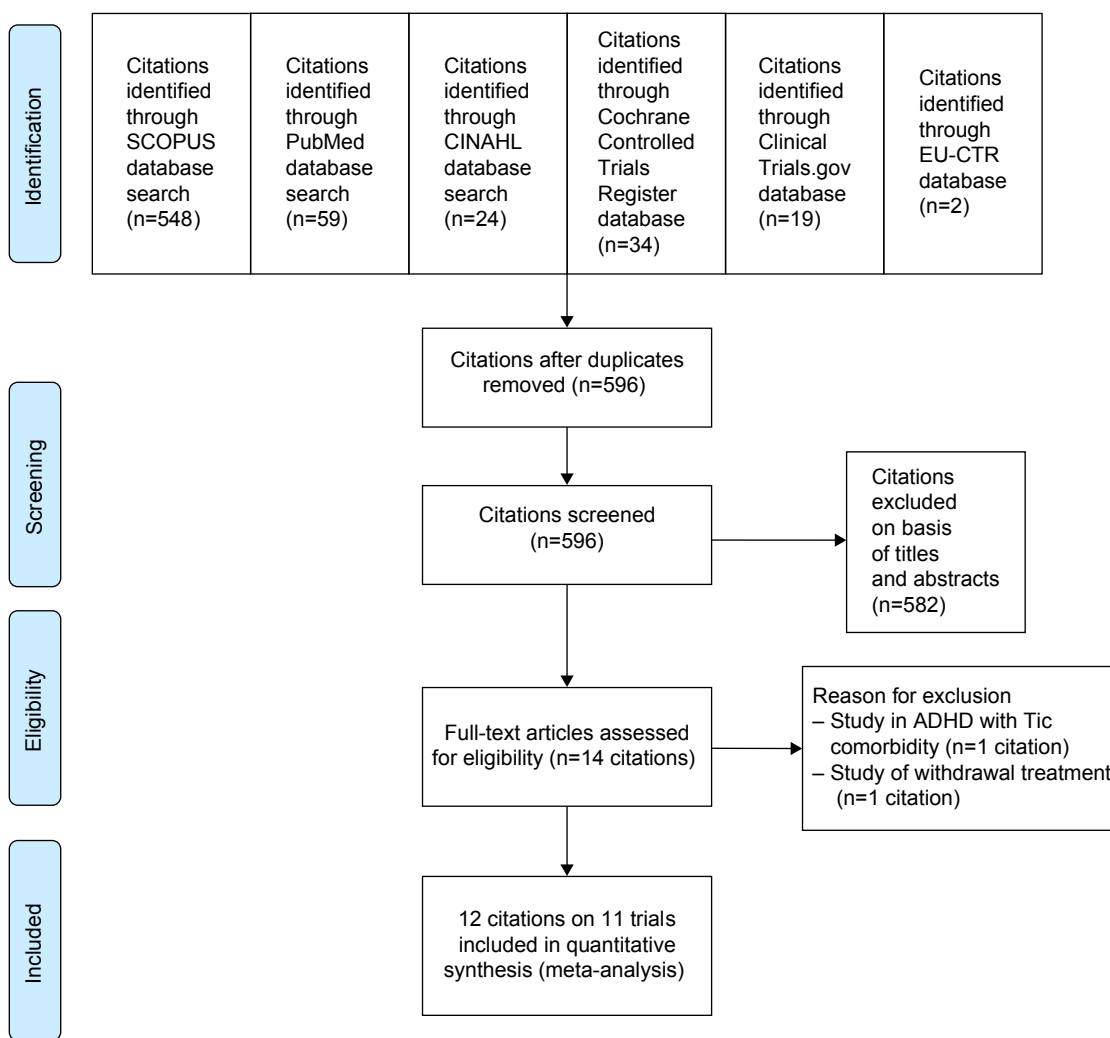 Identification
Citations
identified
through
SCOPUS
database
search
(n=548)
Citations
identified
through
PubMed
database
search
(n=59)
Citations
identified
through
CINAHL
database
search
(n=24)
Citations
identified
through
Cochrane
Controlled
Trials
Register
database
(n=34)
Citations
identified
through
Clinical
Trials.gov
database
(n=19)
Citations
identified
through
EU-CTR
database
(n=2)
Citations after duplicates
removed (n=596)
Screening
Citations screened
(n=596)
Citations
excluded
on basis
of titles
and abstracts
(n=582)
Eligibility
Full-text articles assessed
for eligibility (n=14 citations)
Reason for exclusion
– Study in ADHD with Tic
comorbidity (n=1 citation)
– Study of withdrawal treatment
(n=1 citation)
Included
12 citations on 11 trials
included in quantitative
synthesis (meta-analysis)